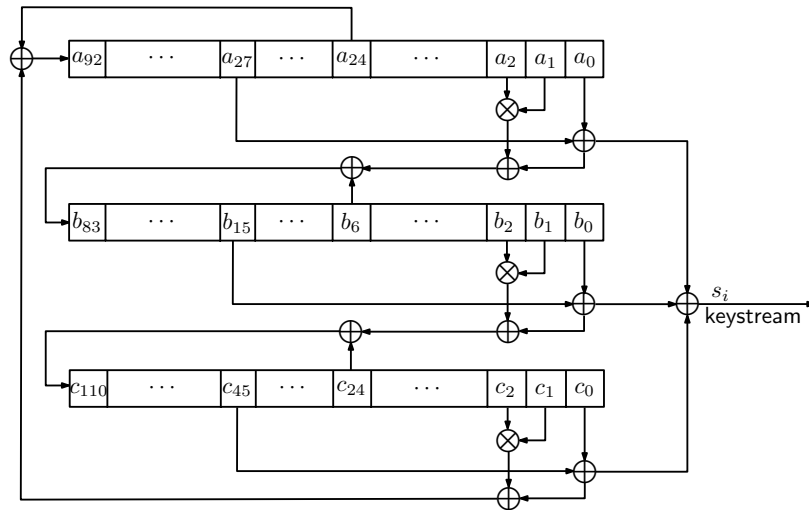 a₉₂ ⋯ a₂₇ ⋯ a₂₄ ⋯ a₂ a₁ a₀
b₈₃ ⋯ b₁₅ ⋯ b₆ ⋯ b₂ b₁ b₀
sᵢ
keystream
c₁₁₀ ⋯ c₄₅ ⋯ c₂₄ ⋯ c₂ c₁ c₀